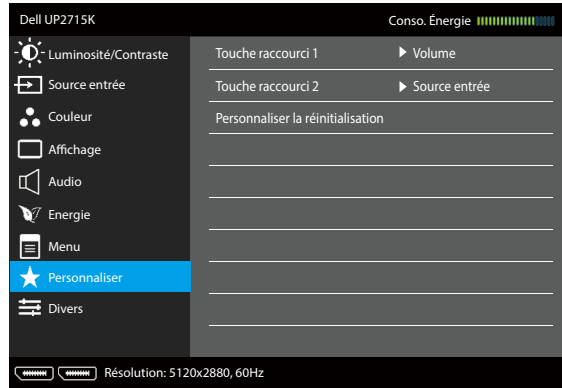 Dell UP2715K Conso. Énergie
Luminosité/Contraste
Touche raccourci 1 Volume
Source entrée
Touche raccourci 2 Source entrée
Couleur
Personnaliser la réinitialisation
Affichage
Audio
Energie
Menu
Personnaliser
Divers
Résolution: 5120x2880, 60Hz